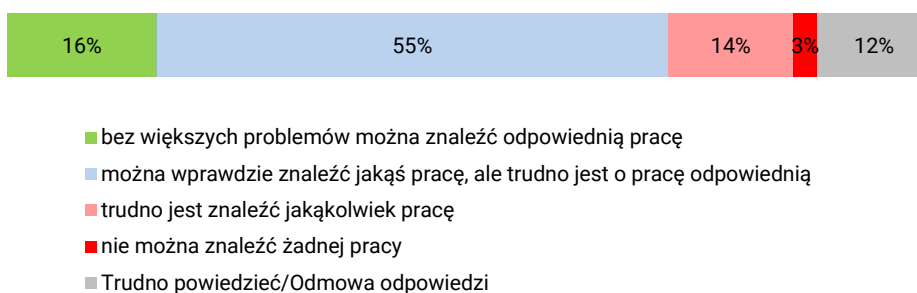 16% 55% 14% 3% 12%
bez większych problemów można znaleźć odpowiednią pracę
można wprawdzie znaleźć jakąś pracę, ale trudno jest o pracę odpowiednią
trudno jest znaleźć jakąkolwiek pracę
nie można znaleźć żadnej pracy
Trudno powiedzieć/Odmowa odpowiedzi